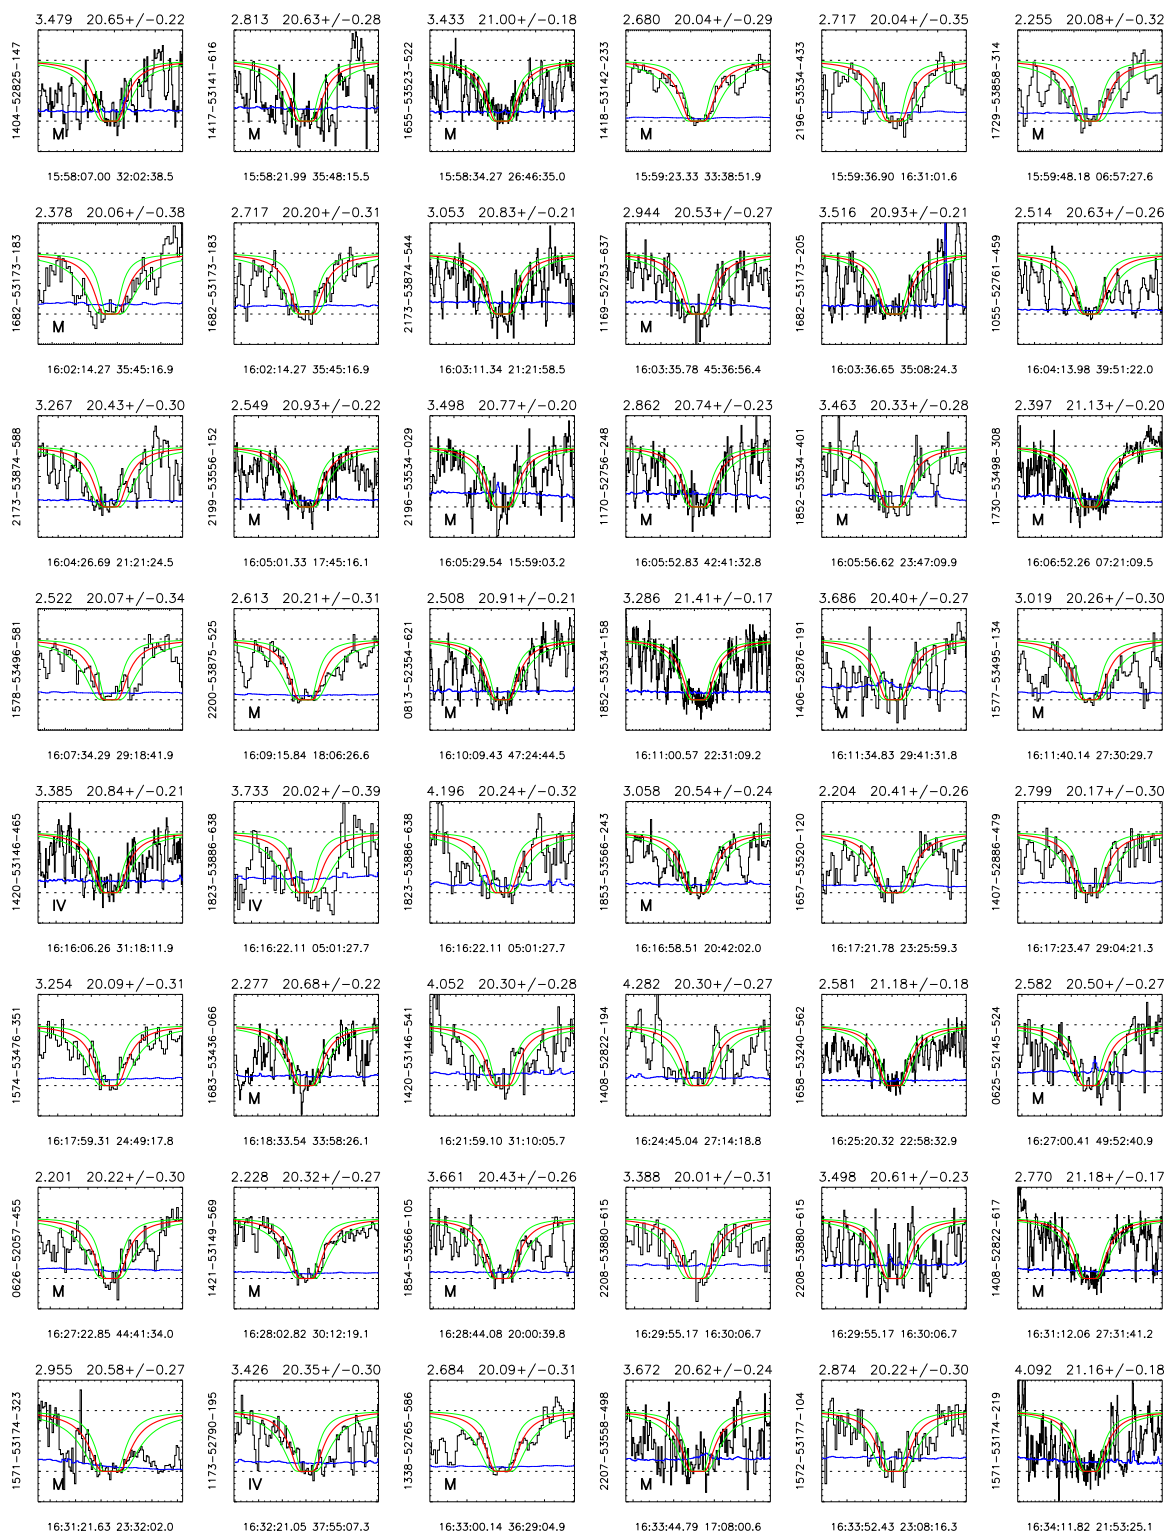 3.479 20.65+/-0.22 2.813 20.63+/-0.28 3.433 21.00+/-0.18 2.680 20.04+/-0.29 2.717 20.04+/-0.35 2.255 20.08+/-0.32
1404-52825-147 1417-53141-616 1655-53523-522 1418-53142-233 2196-53534-433 1729-53858-314
M M M M M
15:58:07.00 32:02:38.5 15:58:21.99 35:48:15.5 15:58:34.27 26:46:35.0 15:59:23.33 33:38:51.9 15:59:36.90 16:31:01.6 15:59:48.18 06:57:27.6
2.378 20.06+/-0.38 2.717 20.20+/-0.31 3.053 20.83+/-0.21 2.944 20.53+/-0.27 3.516 20.93+/-0.21 2.514 20.63+/-0.26
1682-53173-183 1682-53173-183 2173-53874-544 1169-52753-637 1682-53173-205 1055-52761-459
M M M M
16:02:14.27 35:45:16.9 16:02:14.27 35:45:16.9 16:03:11.34 21:21:58.5 16:03:35.78 45:36:56.4 16:03:36.65 35:08:24.3 16:04:13.98 39:51:22.0
3.267 20.43+/-0.30 2.549 20.93+/-0.22 3.498 20.77+/-0.20 2.862 20.74+/-0.23 3.463 20.33+/-0.28 2.397 21.13+/-0.20
2173-53874-588 2199-53556-152 2196-53534-029 1170-52756-248 1852-53534-401 1730-53498-308
M M M M M
16:04:26.69 21:21:24.5 16:05:01.33 17:45:16.1 16:05:29.54 15:59:03.2 16:05:52.83 42:41:32.8 16:05:56.62 23:47:09.9 16:06:52.26 07:21:09.5
2.522 20.07+/-0.34 2.613 20.21+/-0.31 2.508 20.91+/-0.21 3.286 21.41+/-0.17 3.686 20.40+/-0.27 3.019 20.26+/-0.30
1578-53496-581 2200-53875-525 0813-52354-621 1852-53534-158 1406-52876-191 1577-53495-134
M M M M
16:07:34.29 29:18:41.9 16:09:15.84 18:06:26.6 16:10:09.43 47:24:44.5 16:11:00.57 22:31:09.2 16:11:34.83 29:41:31.8 16:11:40.14 27:30:29.7
3.385 20.84+/-0.21 3.733 20.02+/-0.39 4.196 20.24+/-0.32 3.058 20.54+/-0.24 2.204 20.41+/-0.26 2.799 20.17+/-0.30
1420-53146-465 1823-53886-638 1823-53886-638 1853-53566-243 1657-53520-120 1407-52886-479
IV IV M
16:16:06.26 31:18:11.9 16:16:22.11 05:01:27.7 16:16:22.11 05:01:27.7 16:16:58.51 20:42:02.0 16:17:21.78 23:25:59.3 16:17:23.47 29:04:21.3
3.254 20.09+/-0.31 2.277 20.68+/-0.22 4.052 20.30+/-0.28 4.282 20.30+/-0.27 2.581 21.18+/-0.18 2.582 20.50+/-0.27
1574-53476-351 1683-53436-066 1420-53146-541 1408-52822-194 1658-53240-562 0625-52145-524
M M
16:17:59.31 24:49:17.8 16:18:33.54 33:58:26.1 16:21:59.10 31:10:05.7 16:24:45.04 27:14:18.8 16:25:20.32 22:58:32.9 16:27:00.41 49:52:40.9
2.201 20.22+/-0.30 2.228 20.32+/-0.27 3.661 20.43+/-0.26 3.388 20.01+/-0.31 3.498 20.61+/-0.23 2.770 21.18+/-0.17
0626-52057-455 1421-53149-569 1854-53566-105 2208-53880-615 2208-53880-615 1408-52822-617
M M M M
16:27:22.85 44:41:34.0 16:28:02.82 30:12:19.1 16:28:44.08 20:00:39.8 16:29:55.17 16:30:06.7 16:29:55.17 16:30:06.7 16:31:12.06 27:31:41.2
2.955 20.58+/-0.27 3.426 20.35+/-0.30 2.684 20.09+/-0.31 3.672 20.62+/-0.24 2.874 20.22+/-0.30 4.092 21.16+/-0.18
1571-53174-323 1173-52790-195 1338-52765-586 2207-53558-498 1572-53177-104 1571-53174-219
M IV M M
16:31:21.63 23:32:02.0 16:32:21.05 37:55:07.3 16:33:00.14 36:29:04.9 16:33:44.79 17:08:00.6 16:33:52.43 23:08:16.3 16:34:11.82 21:53:25.1